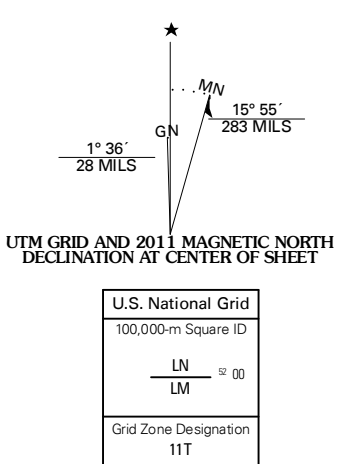 MN
GN
15° 55´
283 MILS
1° 36´
28 MILS
UTM GRID AND 2011 MAGNETIC NORTH
DECLINATION AT CENTER OF SHEET
U.S. National Grid
100,000-m Square ID
LN
52 00
LM
Grid Zone Designation
11T